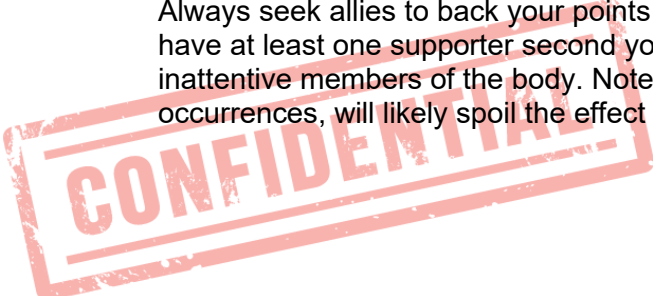 Always seek allies to back your points
have at least one supporter second yo
inattentive members of the body. Note
occurrences, will likely spoil the effect
CONFIDENTIAL